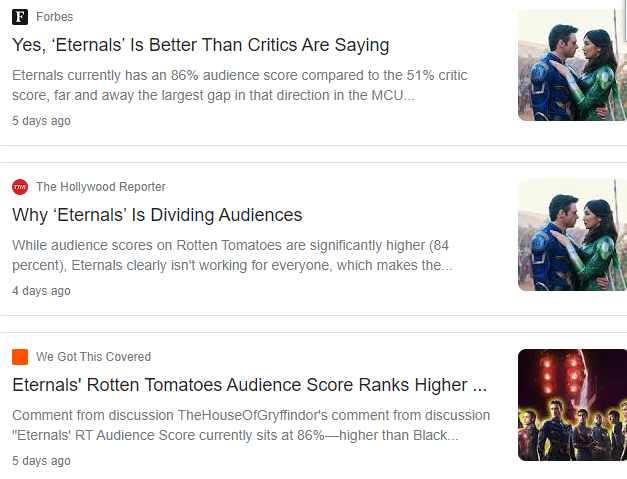 F Forbes
Yes, ‘Eternals’ Is Better Than Critics Are Saying
Eternals currently has an 86% audience score compared to the 51% critic
score, far and away the largest gap in that direction in the MCU...
5 days ago
THR The Hollywood Reporter
Why ‘Eternals’ Is Dividing Audiences
While audience scores on Rotten Tomatoes are significantly higher (84
percent), Eternals clearly isn't working for everyone, which makes the...
4 days ago
We Got This Covered
Eternals' Rotten Tomatoes Audience Score Ranks Higher ...
Comment from discussion TheHouseOfGryffindor's comment from discussion
"Eternals' RT Audience Score currently sits at 86%—higher than Black...
5 days ago